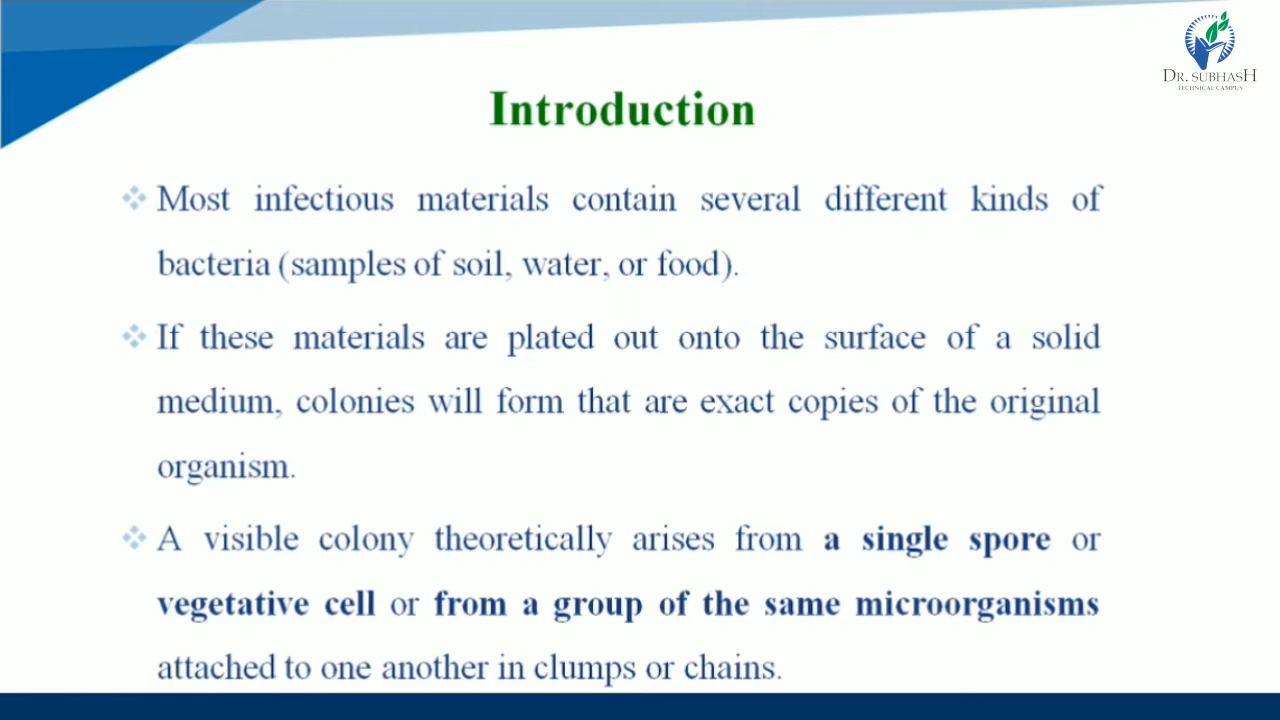 DR. SUBHASH
TECHNICAL CAMPUS
Introduction
Most infectious materials contain several different kinds of
bacteria (samples of soil, water, or food).
If these materials are plated out onto the surface of a solid
medium, colonies will form that are exact copies of the original
organism.
A visible colony theoretically arises from a single spore or
vegetative cell or from a group of the same microorganisms
attached to one another in clumps or chains.